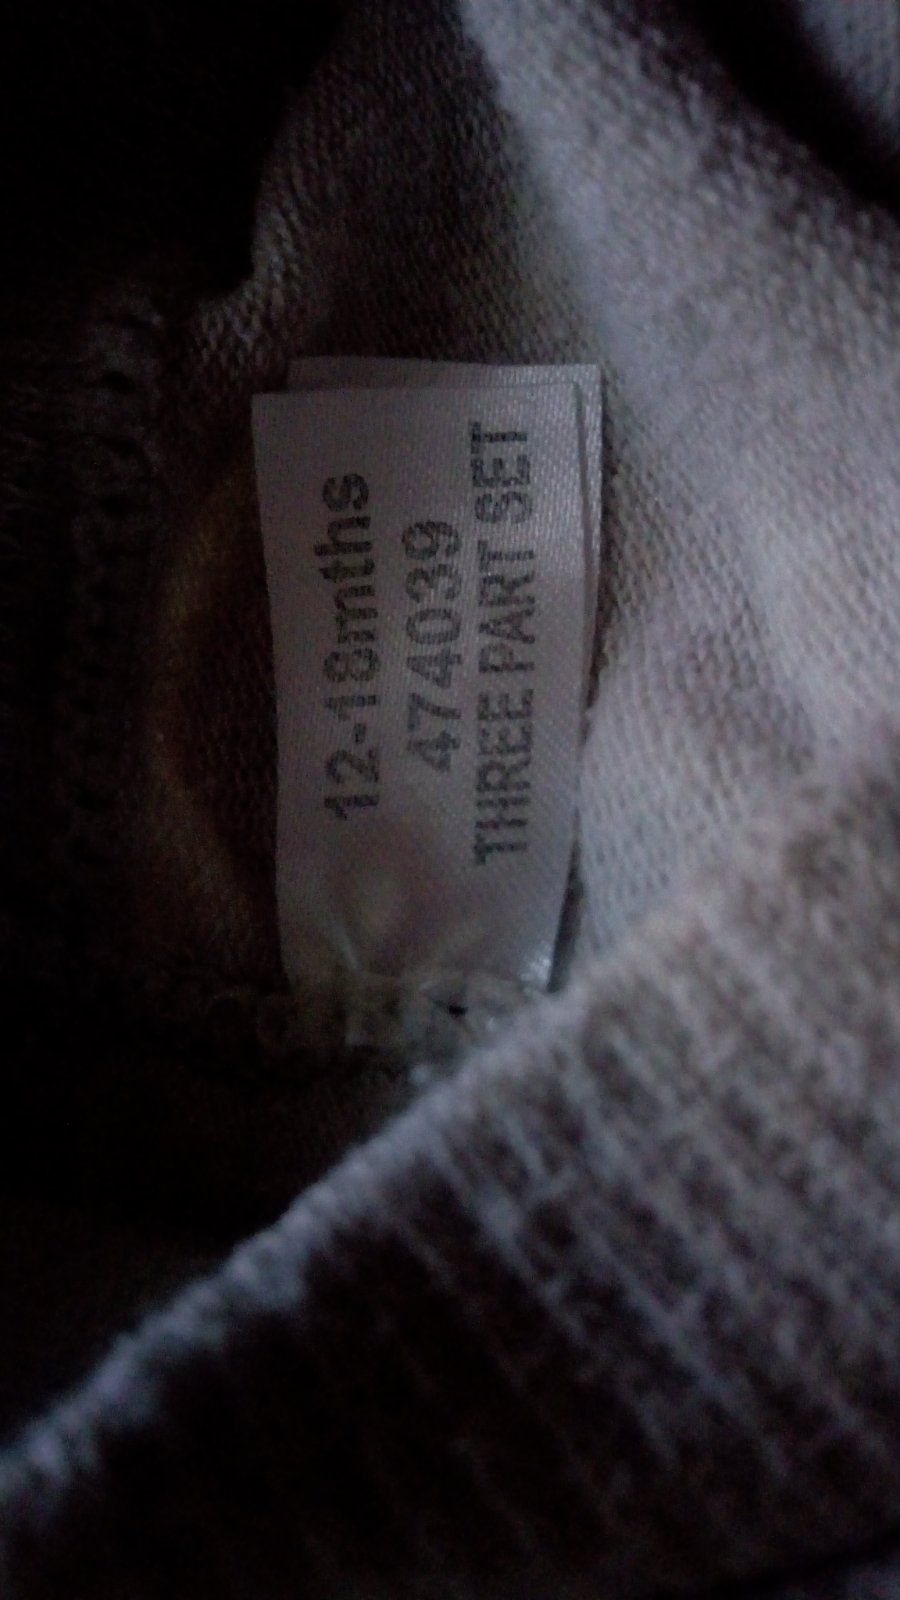 12-18mths
474039
THREE PART SET